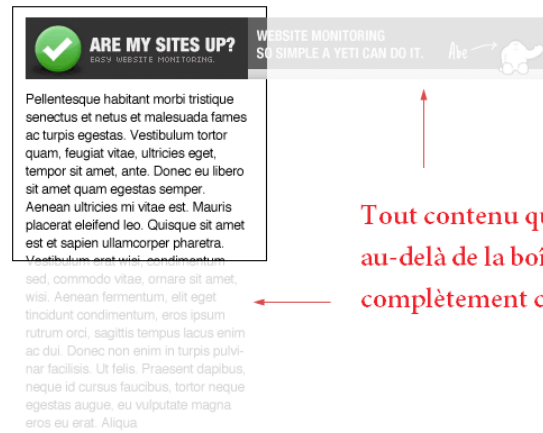 ARE MY SITES UP?
EASY WEBSITE MONITORING.
WEBSITE MONITORING
SO SIMPLE A YETI CAN DO IT.
Abe
Pellentesque habitant morbi tristique
senectus et netus et malesuada fames
ac turpis egestas. Vestibulum tortor
quam, feugiat vitae, ultricies eget,
tempor sit amet, ante. Donec eu libero
sit amet quam egestas semper.
Aenean ultricies mi vitae est. Mauris
placerat eleifend leo. Quisque sit amet
est et sapien ullamcorper pharetra.
Vestibulum erat wisi, condimentum
sed, commodo vitae, ornare sit amet,
wisi. Aenean fermentum, elit eget
tincidunt condimentum, eros ipsum
rutrum orci, sagittis tempus lacus enim
ac dui. Donec non enim in turpis pulvi-
nar facilisis. Ut felis. Praesent dapibus,
neque id cursus faucibus, tortor neque
egestas augue, eu vulputate magna
eros eu erat. Aliqua
Tout contenu qu
au-delà de la boî
complètement c